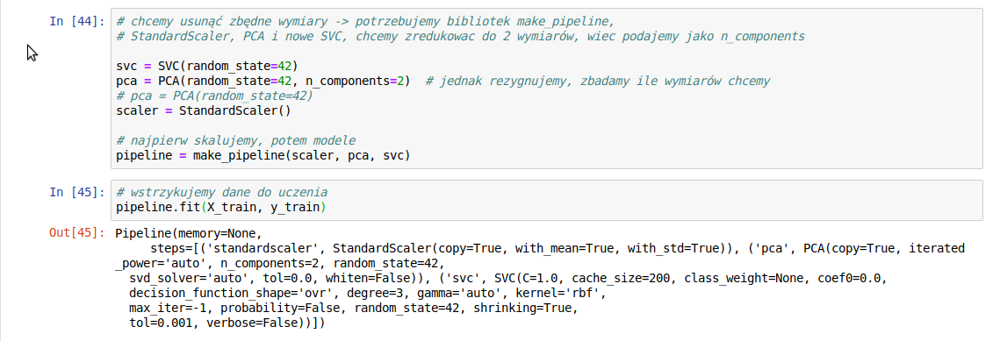 In [44]: # chcemy usunąć zbędne wymiary -> potrzebujemy bibliotek make_pipeline,
# StandardScaler, PCA i nowe SVC, chcemy zredukowac do 2 wymiarów, wiec podajemy jako n_components
svc = SVC(random_state=42)
pca = PCA(random_state=42, n_components=2)  # jednak rezygnujemy, zbadamy ile wymiarów chcemy
# pca = PCA(random_state=42)
scaler = StandardScaler()
# najpierw skalujemy, potem modele
pipeline = make_pipeline(scaler, pca, svc)
In [45]: # wstrzykujemy dane do uczenia
pipeline.fit(X_train, y_train)
Out[45]: Pipeline(memory=None,
steps=[('standardscaler', StandardScaler(copy=True, with_mean=True, with_std=True)), ('pca', PCA(copy=True, iterated
_power='auto', n_components=2, random_state=42,
svd_solver='auto', tol=0.0, whiten=False)), ('svc', SVC(C=1.0, cache_size=200, class_weight=None, coef0=0.0,
decision_function_shape='ovr', degree=3, gamma='auto', kernel='rbf',
max_iter=-1, probability=False, random_state=42, shrinking=True,
tol=0.001, verbose=False))])